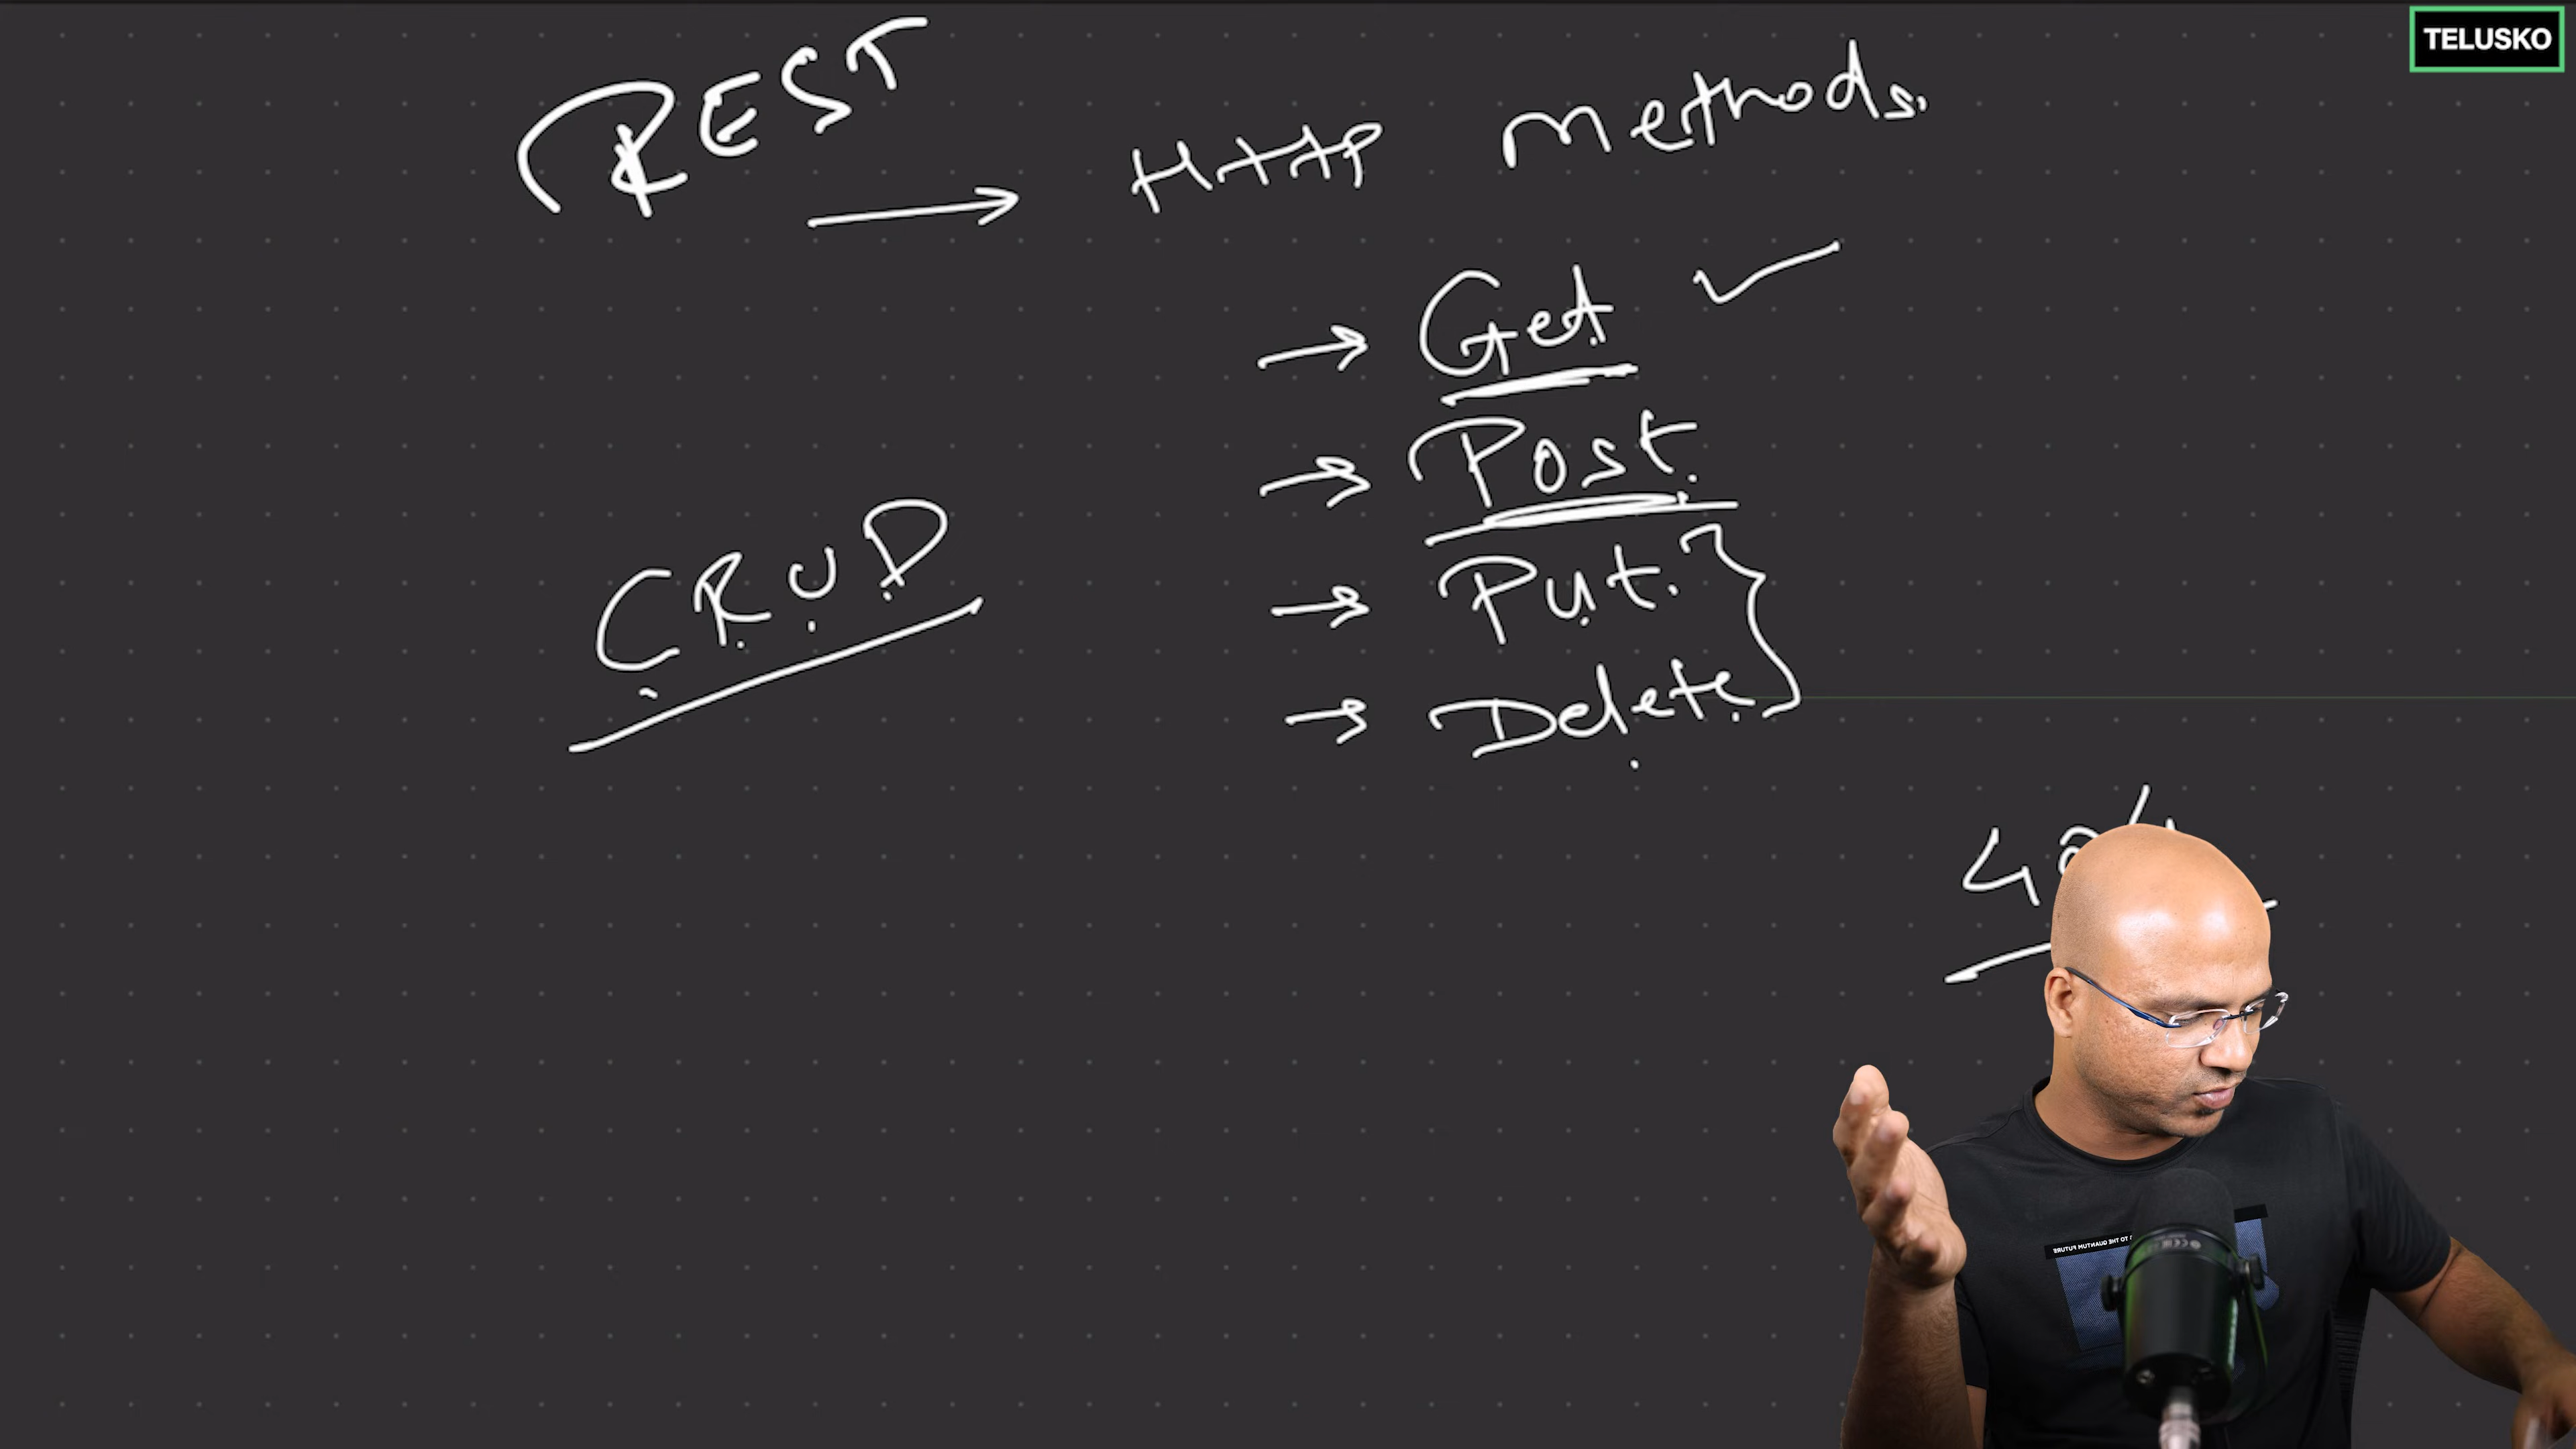 TELUSKO
REST
→ Http Methods.
→ Get ✓
→ Post.
→ Put.
→ Delete.
CRUD